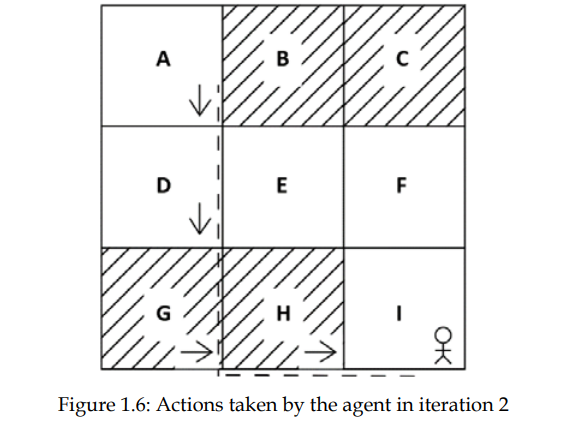 A B C
D E F
G H I
Figure 1.6: Actions taken by the agent in iteration 2